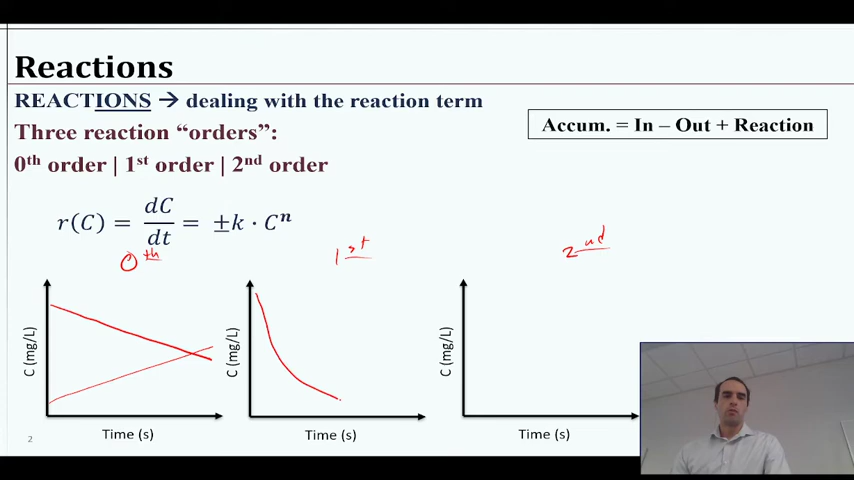 Reactions
REACTIONS → dealing with the reaction term
Accum. = In – Out + Reaction
Three reaction “orders”:
0th order | 1st order | 2nd order
r(C) = dC/dt = ±k · Cⁿ
0th
1st
2nd
C (mg/L)
C (mg/L)
C (mg/L)
Time (s)
Time (s)
Time (s)
2